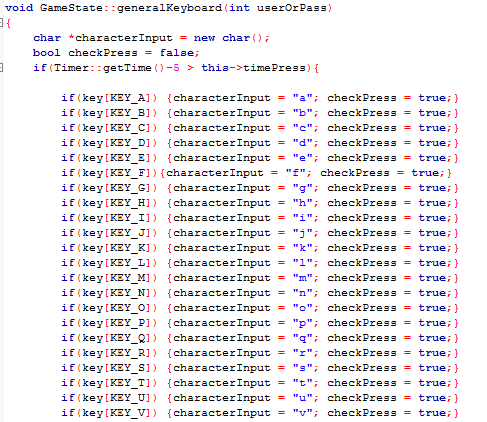 void GameState::generalKeyboard(int userOrPass)
{
char *characterInput = new char();
bool checkPress = false;
if(Timer::getTime()-5 > this->timePress){
if(key[KEY_A]) {characterInput = "a"; checkPress = true;}
if(key[KEY_B]) {characterInput = "b"; checkPress = true;}
if(key[KEY_C]) {characterInput = "c"; checkPress = true;}
if(key[KEY_D]) {characterInput = "d"; checkPress = true;}
if(key[KEY_E]) {characterInput = "e"; checkPress = true;}
if(key[KEY_F]){characterInput = "f"; checkPress = true;}
if(key[KEY_G]) {characterInput = "g"; checkPress = true;}
if(key[KEY_H]) {characterInput = "h"; checkPress = true;}
if(key[KEY_I]) {characterInput = "i"; checkPress = true;}
if(key[KEY_J]) {characterInput = "j"; checkPress = true;}
if(key[KEY_K]) {characterInput = "k"; checkPress = true;}
if(key[KEY_L]) {characterInput = "l"; checkPress = true;}
if(key[KEY_M]) {characterInput = "m"; checkPress = true;}
if(key[KEY_N]) {characterInput = "n"; checkPress = true;}
if(key[KEY_O]) {characterInput = "o"; checkPress = true;}
if(key[KEY_P]) {characterInput = "p"; checkPress = true;}
if(key[KEY_Q]) {characterInput = "q"; checkPress = true;}
if(key[KEY_R]) {characterInput = "r"; checkPress = true;}
if(key[KEY_S]) {characterInput = "s"; checkPress = true;}
if(key[KEY_T]) {characterInput = "t"; checkPress = true;}
if(key[KEY_U]) {characterInput = "u"; checkPress = true;}
if(key[KEY_V]) {characterInput = "v"; checkPress = true;}